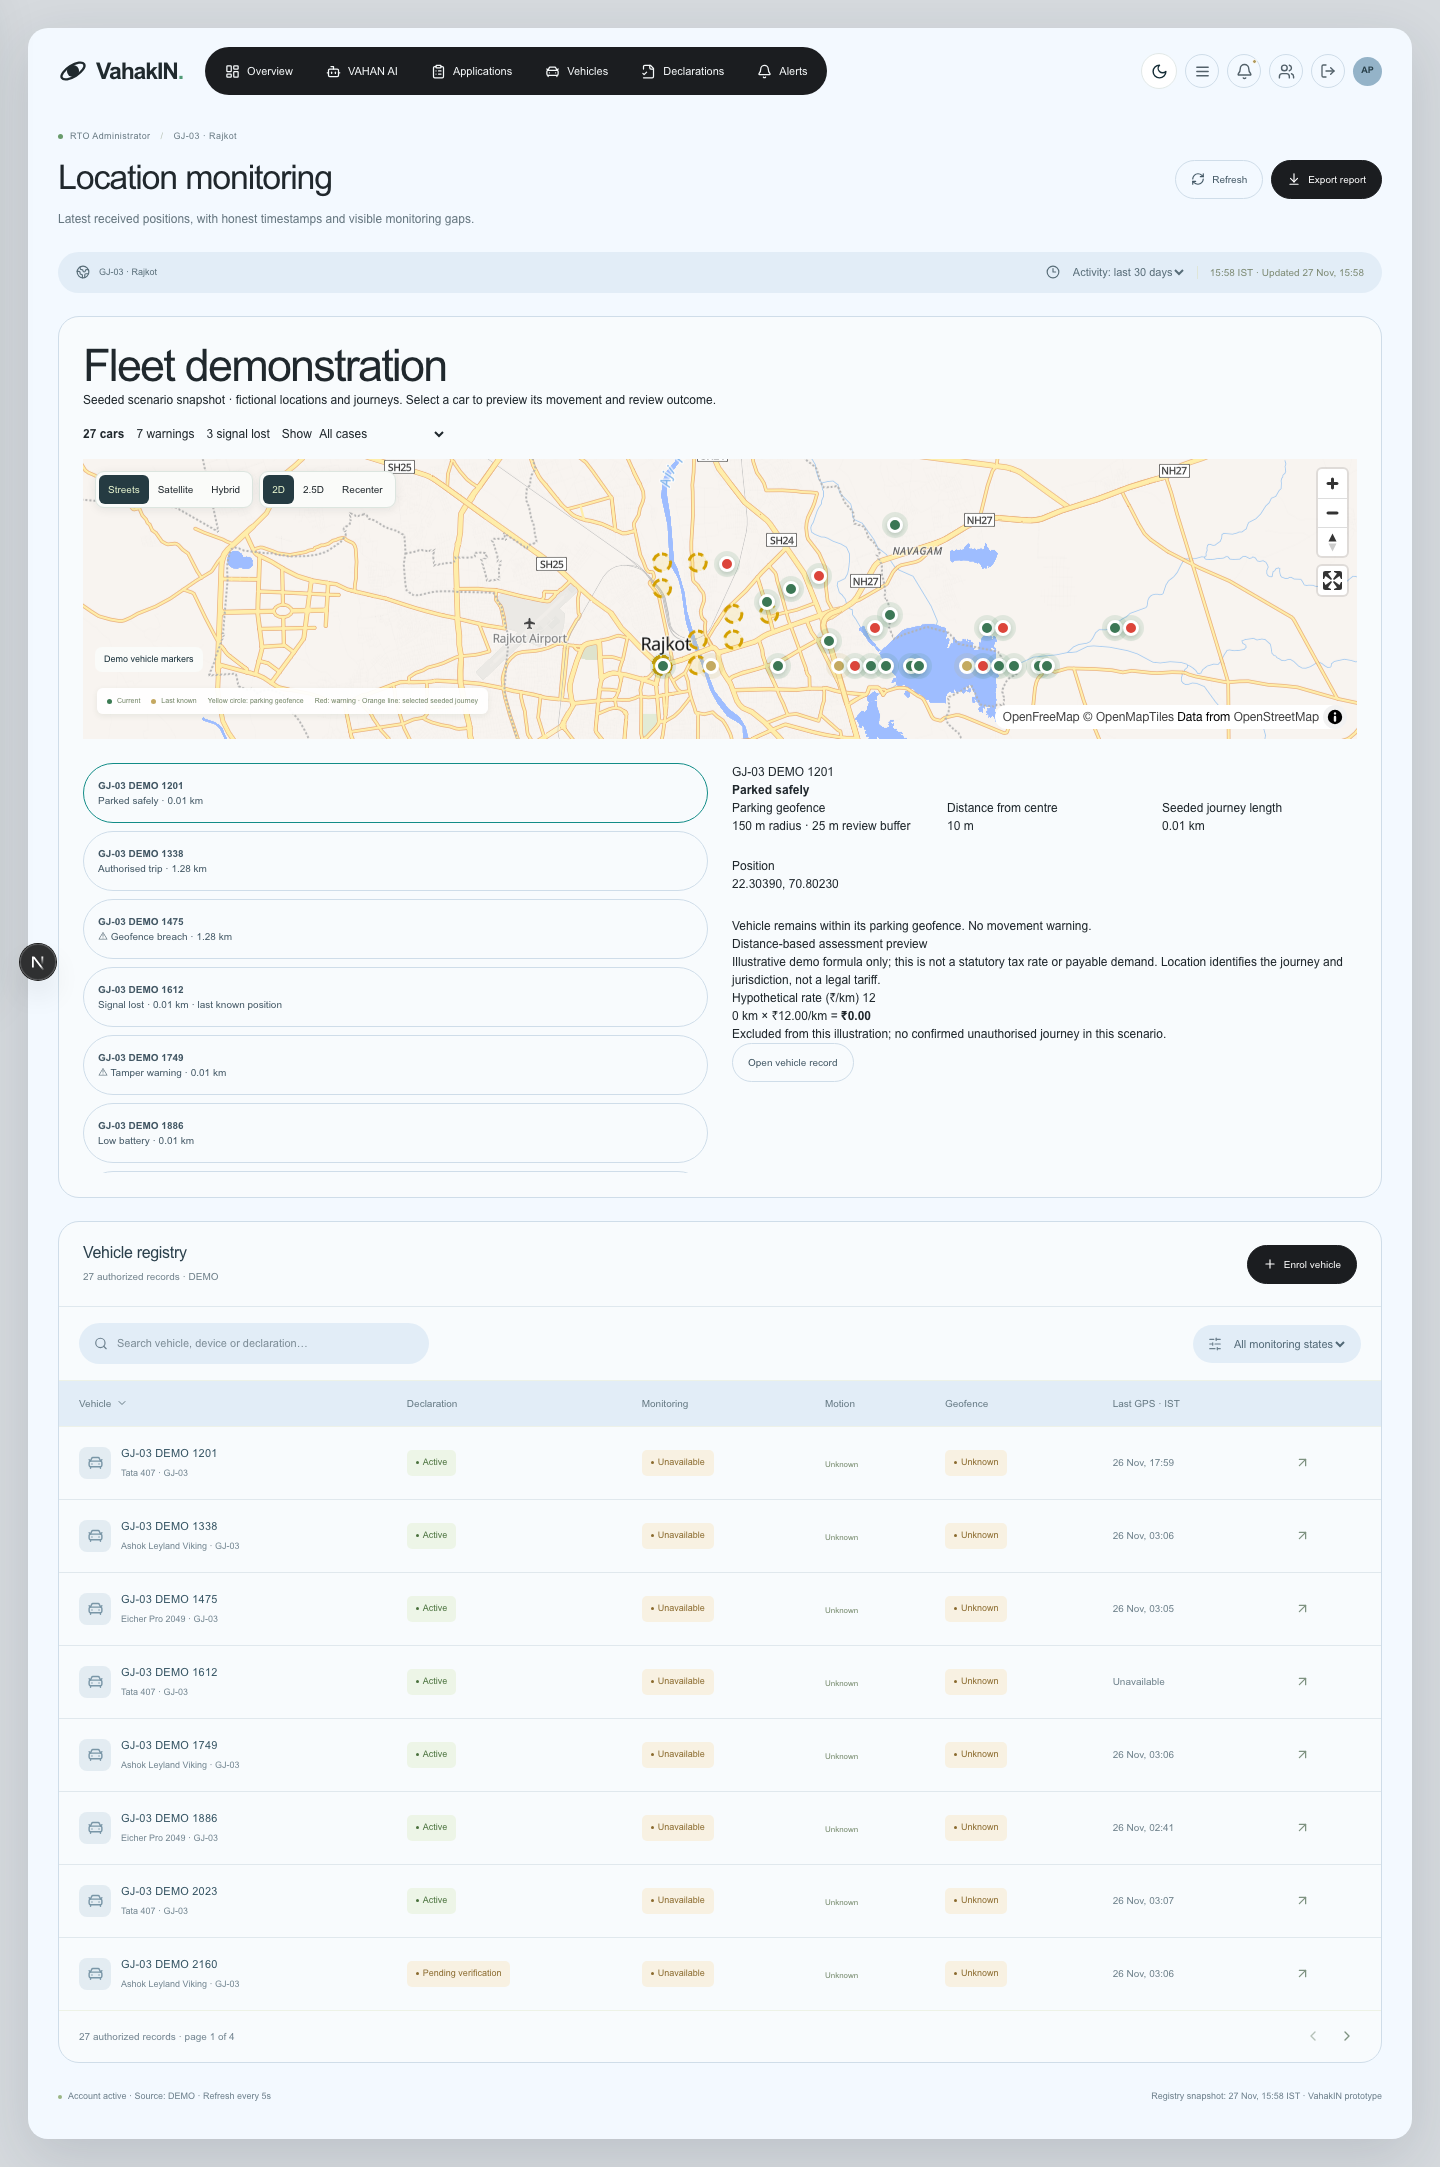 VahakIN.
Overview
VAHAN AI
Applications
Vehicles
Declarations
Alerts
AP
RTO Administrator / GJ-03 · Rajkot
Location monitoring
Refresh
Export report
Latest received positions, with honest timestamps and visible monitoring gaps.
GJ-03 · Rajkot
Activity: last 30 days
15:58 IST · Updated 27 Nov, 15:58
Fleet demonstration
Seeded scenario snapshot · fictional locations and journeys. Select a car to preview its movement and review outcome.
27 cars 7 warnings 3 signal lost Show All cases
SH25
NH27
Streets Satellite Hybrid
2D 2.5D Recenter
NH27
SH24
NAVAGAM
SH25
NH27
Rajkot Airport
Rajkot
Demo vehicle markers
Current Last known Yellow circle: parking geofence Red: warning · Orange line: selected seeded journey
OpenFreeMap © OpenMapTiles Data from OpenStreetMap
GJ-03 DEMO 1201
Parked safely · 0.01 km
GJ-03 DEMO 1338
Authorised trip · 1.28 km
GJ-03 DEMO 1475
⚠ Geofence breach · 1.28 km
GJ-03 DEMO 1612
Signal lost · 0.01 km · last known position
GJ-03 DEMO 1749
⚠ Tamper warning · 0.01 km
GJ-03 DEMO 1886
Low battery · 0.01 km
GJ-03 DEMO 1201
Parked safely
Parking geofence Distance from centre Seeded journey length
150 m radius · 25 m review buffer 10 m 0.01 km
Position
22.30390, 70.80230
Vehicle remains within its parking geofence. No movement warning.
Distance-based assessment preview
Illustrative demo formula only; this is not a statutory tax rate or payable demand. Location identifies the journey and
jurisdiction, not a legal tariff.
Hypothetical rate (₹/km) 12
0 km × ₹12.00/km = ₹0.00
Excluded from this illustration; no confirmed unauthorised journey in this scenario.
Open vehicle record
N
Vehicle registry
27 authorized records · DEMO
Enrol vehicle
Search vehicle, device or declaration…
All monitoring states
Vehicle Declaration Monitoring Motion Geofence Last GPS · IST
GJ-03 DEMO 1201
Tata 407 · GJ-03
Active Unavailable Unknown Unknown 26 Nov, 17:59
GJ-03 DEMO 1338
Ashok Leyland Viking · GJ-03
Active Unavailable Unknown Unknown 26 Nov, 03:06
GJ-03 DEMO 1475
Eicher Pro 2049 · GJ-03
Active Unavailable Unknown Unknown 26 Nov, 03:05
GJ-03 DEMO 1612
Tata 407 · GJ-03
Active Unavailable Unknown Unknown Unavailable
GJ-03 DEMO 1749
Ashok Leyland Viking · GJ-03
Active Unavailable Unknown Unknown 26 Nov, 03:06
GJ-03 DEMO 1886
Eicher Pro 2049 · GJ-03
Active Unavailable Unknown Unknown 26 Nov, 02:41
GJ-03 DEMO 2023
Tata 407 · GJ-03
Active Unavailable Unknown Unknown 26 Nov, 03:07
GJ-03 DEMO 2160
Ashok Leyland Viking · GJ-03
Pending verification Unavailable Unknown Unknown 26 Nov, 03:06
27 authorized records · page 1 of 4
Account active · Source: DEMO · Refresh every 5s
Registry snapshot: 27 Nov, 15:58 IST · VahakIN prototype